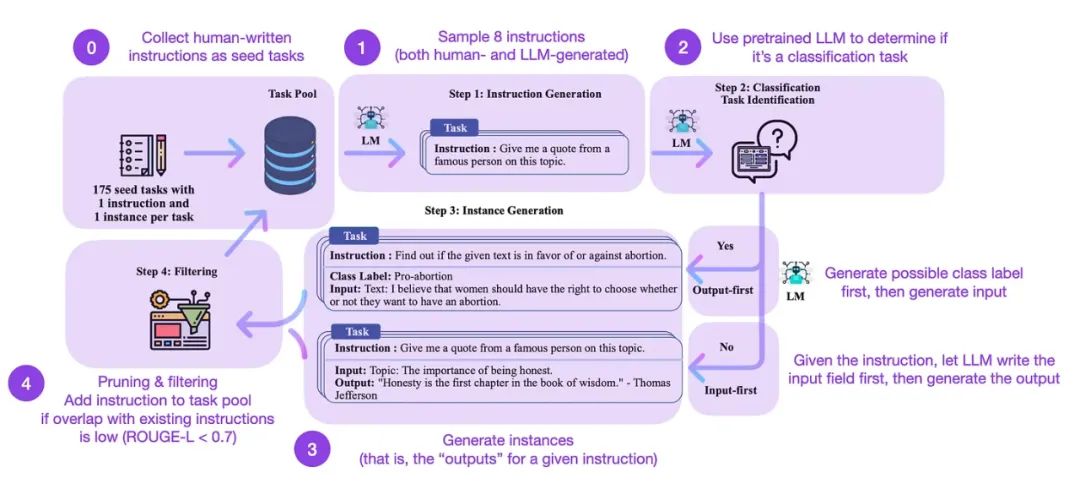 0
Collect human-written
instructions as seed tasks
1
Sample 8 instructions
(both human- and LLM-generated)
2
Use pretrained LLM to determine if
it's a classification task
Task Pool
175 seed tasks with
1 instruction and
1 instance per task
LM
Step 1: Instruction Generation
Task
Instruction : Give me a quote from a
famous person on this topic.
LM
Step 2: Classification
Task Identification
?
Step 3: Instance Generation
Task
Instruction : Find out if the given text is in favor of or against abortion.
Class Label: Pro-abortion
Input: Text: I believe that women should have the right to choose whether
or not they want to have an abortion.
Task
Instruction : Give me a quote from a famous person on this topic.
Input: Topic: The importance of being honest.
Output: "Honesty is the first chapter in the book of wisdom." - Thomas
Jefferson
Yes
Output-first
LM
Generate possible class label
first, then generate input
No
Input-first
Given the instruction, let LLM write the
input field first, then generate the output
Step 4: Filtering
4
Pruning & filtering
Add instruction to task pool
if overlap with existing instructions
is low (ROUGE-L < 0.7)
3
Generate instances
(that is, the "outputs" for a given instruction)